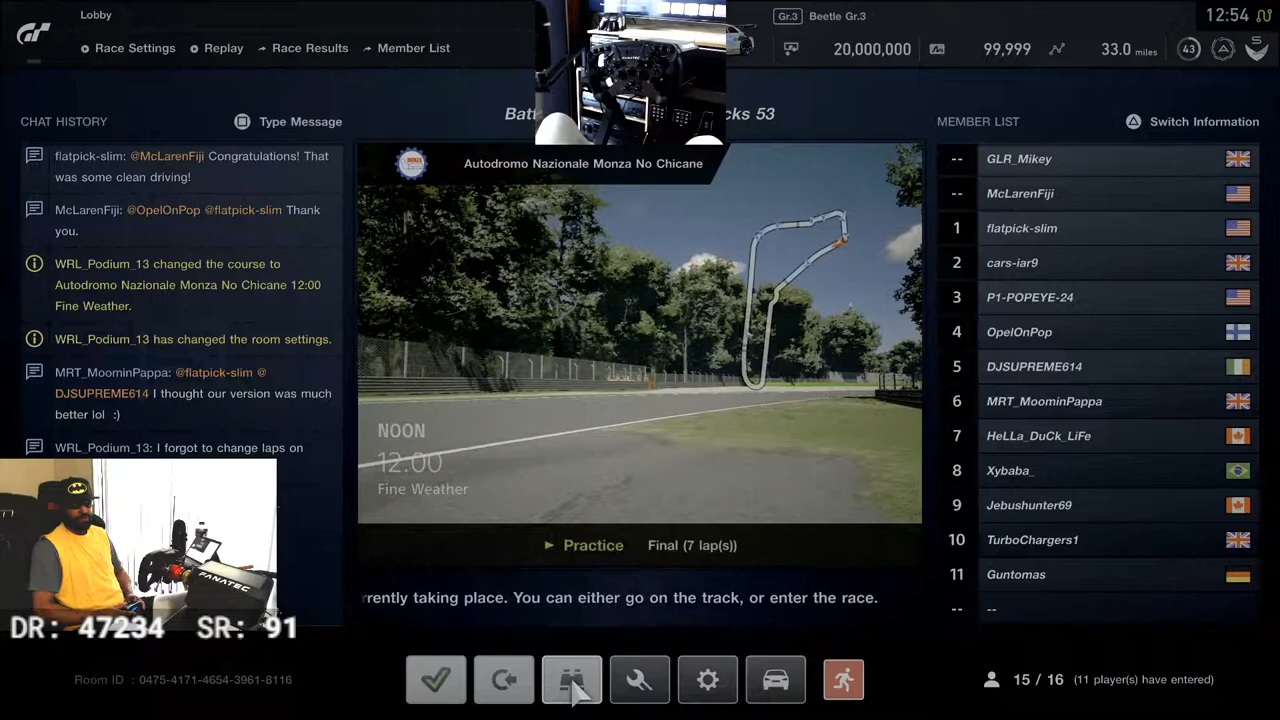 Lobby
Race Settings
Replay
Race Results
Member List
Gr.3
Beetle Gr.3
12:54
20,000,000
99,999
33.0 miles
43
CHAT HISTORY
Type Message
cks 53
MEMBER LIST
Switch Information
flatpick-slim: @McLarenFiji Congratulations! That
was some clean driving!
McLarenFiji: @OpelOnPop @flatpick-slim Thank
you.
WRL_Podium_13 changed the course to
Autodromo Nazionale Monza No Chicane 12:00
Fine Weather.
WRL_Podium_13 has changed the room settings.
MRT_MoominPappa: @flatpick-slim @
DJSUPREME614 I thought our version was much
better lol :)
WRL_Podium_13: I forgot to change laps on
Autodromo Nazionale Monza No Chicane
NOON
12:00
Fine Weather
Practice
Final (7 lap(s))
rrently taking place. You can either go on the track, or enter the race.
-- GLR_Mikey
-- McLarenFiji
1 flatpick-slim
2 cars-iar9
3 P1-POPEYE-24
4 OpelOnPop
5 DJSUPREME614
6 MRT_MoominPappa
7 HeLLa_DuCk_LiFe
8 Xybaba_
9 Jebushunter69
10 TurboChargers1
11 Guntomas
-- --
FANATEC
FANATEC
DR: 47234 SR: 91
Room ID : 0475-4171-4654-3961-8116
15 / 16 (11 player(s) have entered)